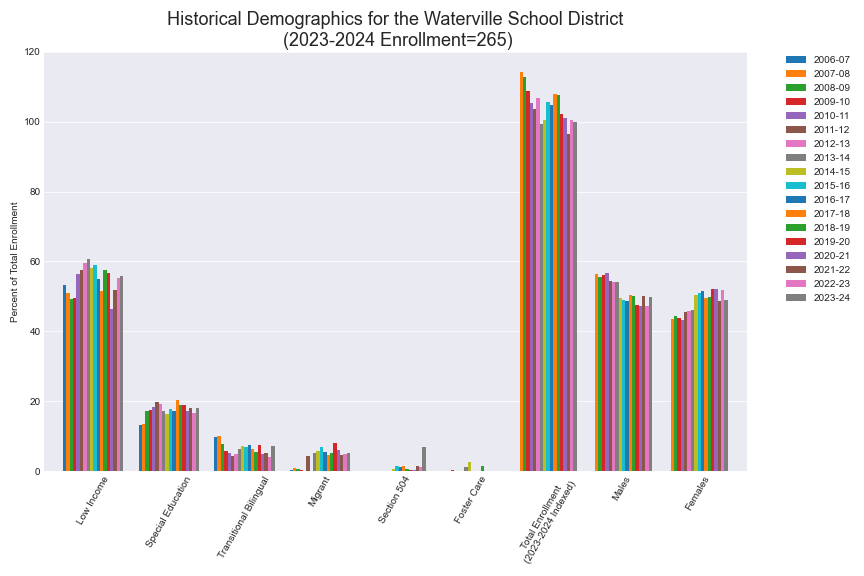 Historical Demographics for the Waterville School District
(2023-2024 Enrollment=265)
Percent of Total Enrollment
120
100
80
60
40
20
0
Low Income
Special Education
Transitional Bilingual
Migrant
Section 504
Foster Care
Total Enrollment
(2023-2024 Indexed)
Males
Females
2006-07
2007-08
2008-09
2009-10
2010-11
2011-12
2012-13
2013-14
2014-15
2015-16
2016-17
2017-18
2018-19
2019-20
2020-21
2021-22
2022-23
2023-24